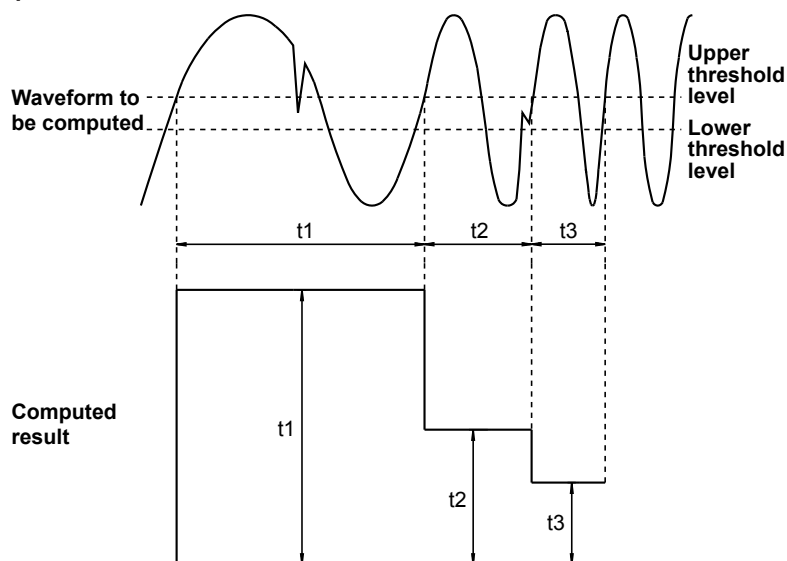 Upper
threshold
level
Waveform to
be computed
Lower
threshold
level
t1
t2
t3
Computed
result
t1
t2
t3